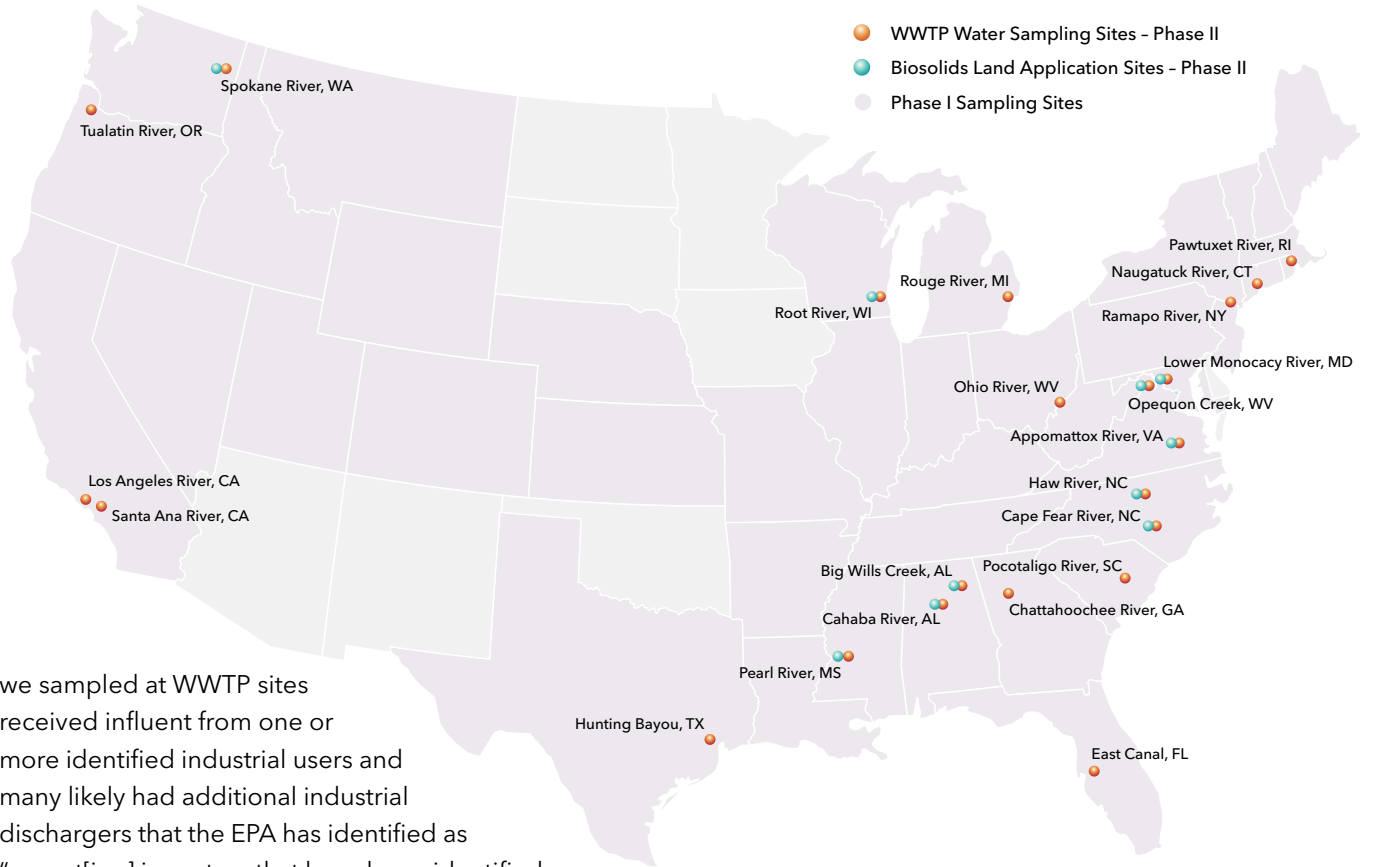 WWTP Water Sampling Sites – Phase II
Biosolids Land Application Sites – Phase II
Phase I Sampling Sites
Spokane River, WA
Tualatin River, OR
Pawtuxet River, RI
Naugatuck River, CT
Rouge River, MI
Root River, WI
Ramapo River, NY
Lower Monocacy River, MD
Ohio River, WV
Opequon Creek, WV
Appomattox River, VA
Los Angeles River, CA
Haw River, NC
Santa Ana River, CA
Cape Fear River, NC
Big Wills Creek, AL
Pocotaligo River, SC
Chattahoochee River, GA
Cahaba River, AL
Pearl River, MS
Hunting Bayou, TX
East Canal, FL
we sampled at WWTP sites
received influent from one or
more identified industrial users and
many likely had additional industrial
dischargers that the EPA has identified as